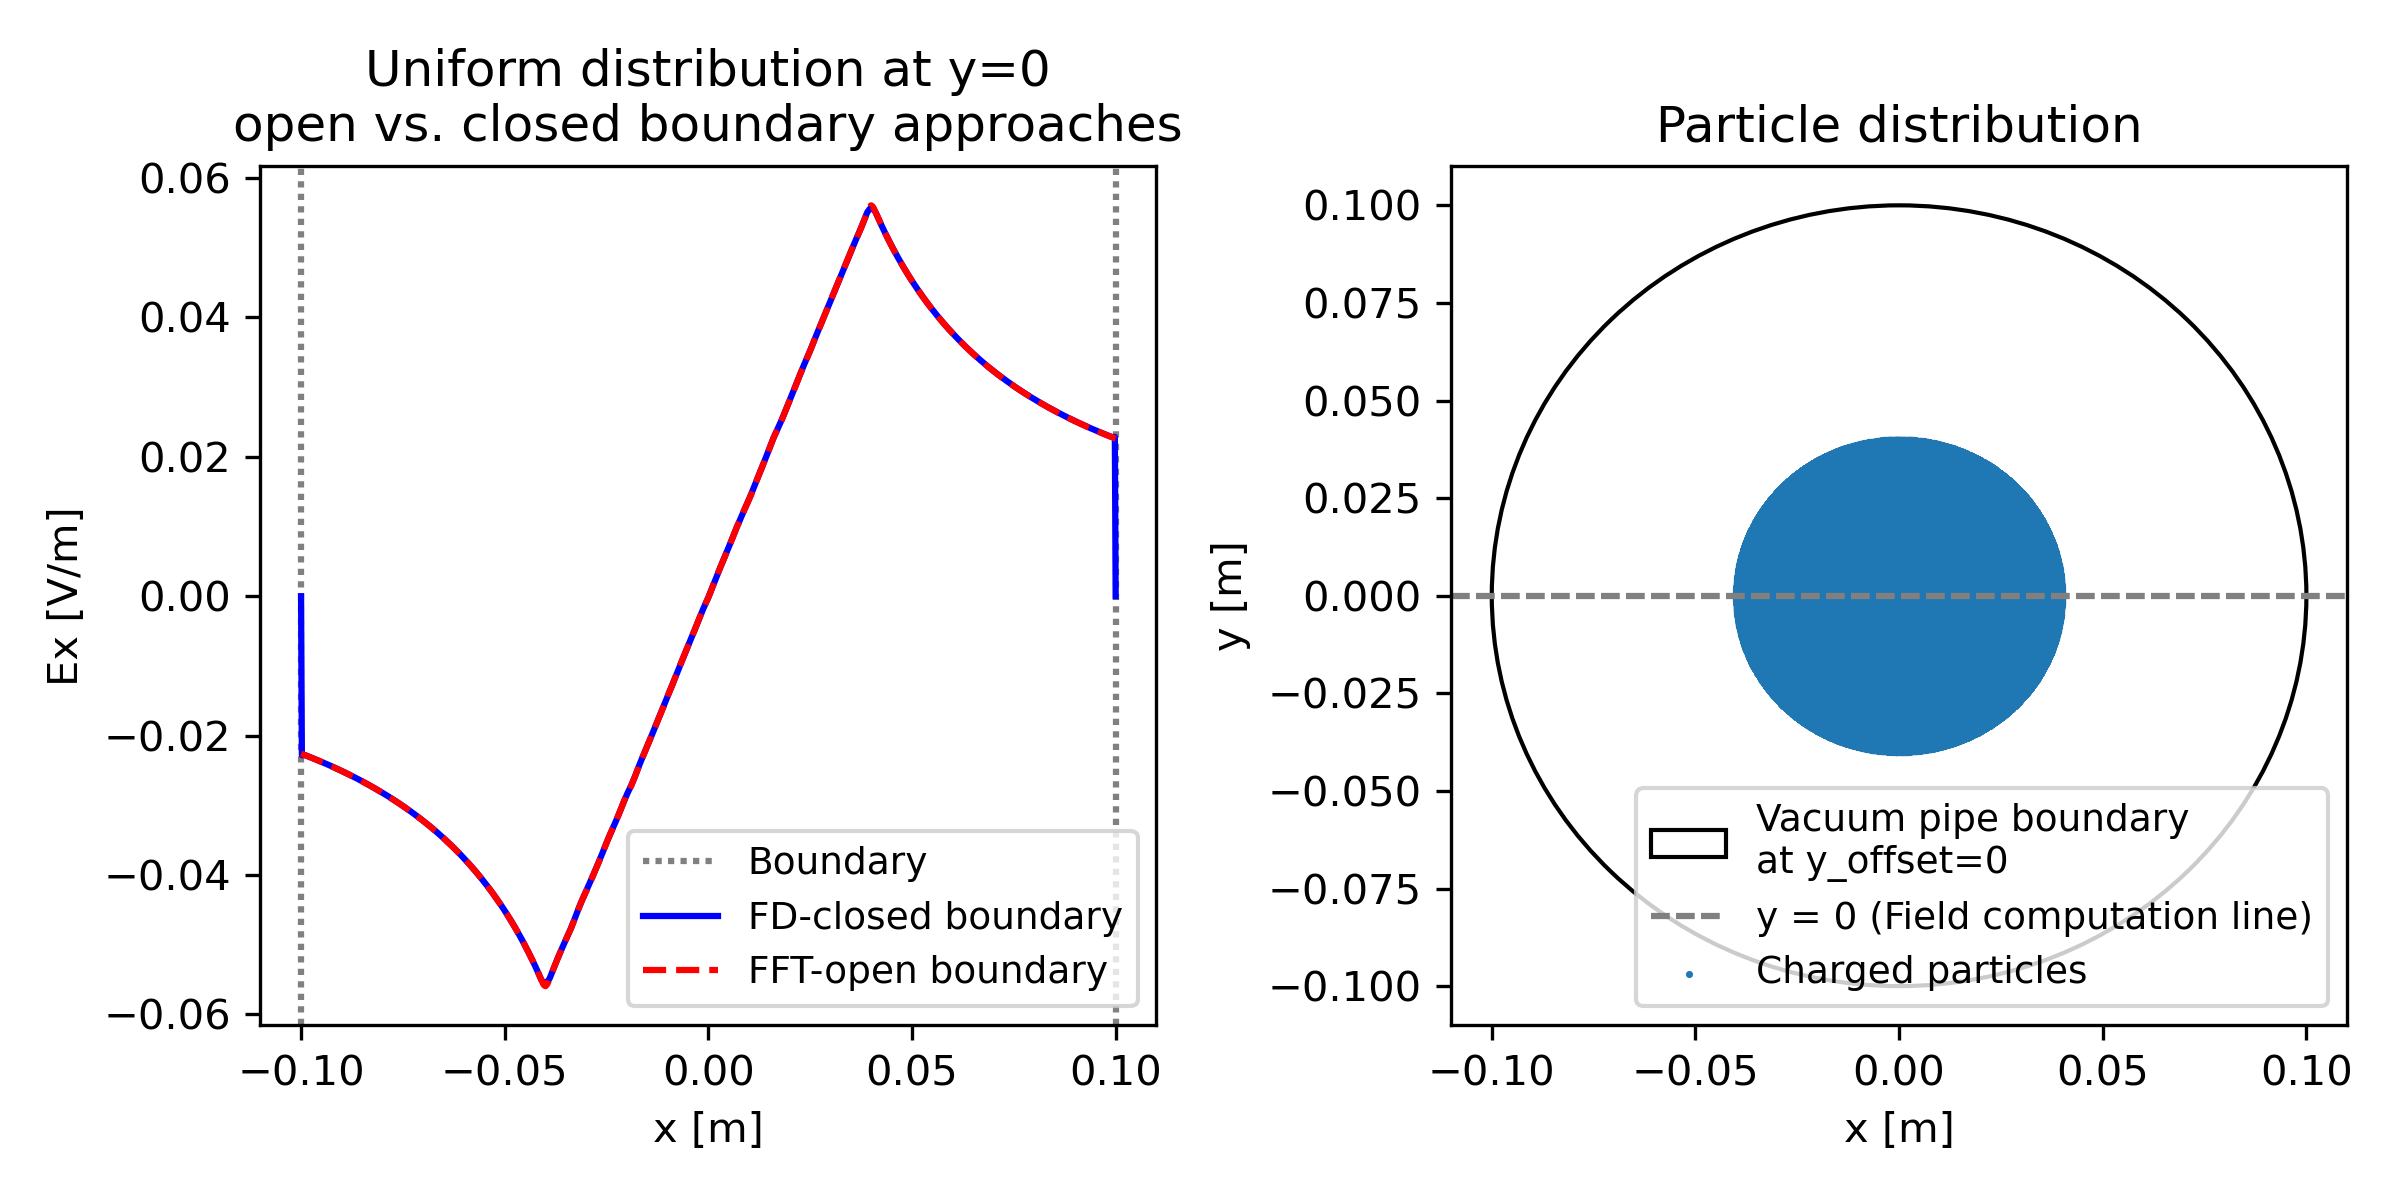 Uniform distribution at y=0
open vs. closed boundary approaches
0.06
0.04
0.02
0.00
−0.02
−0.04
−0.06
Ex [V/m]
−0.10
−0.05
0.00
0.05
0.10
x [m]
Boundary
FD-closed boundary
FFT-open boundary
Particle distribution
0.100
0.075
0.050
0.025
0.000
−0.025
−0.050
−0.075
−0.100
y [m]
−0.10
−0.05
0.00
0.05
0.10
x [m]
Vacuum pipe boundary
at y_offset=0
y = 0 (Field computation line)
Charged particles